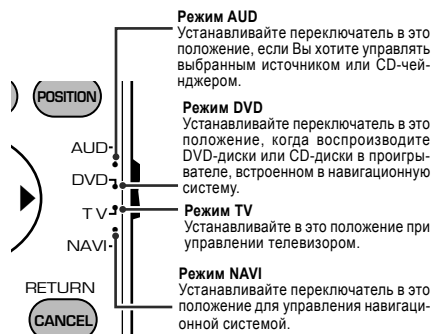 Режим AUD
Устанавливайте переключатель в это
положение, если Вы хотите управлять
выбранным источником или CD-чей-
нджером.
POSITION
Режим DVD
Устанавливайте переключатель в это
положение, когда воспроизводите
DVD-диски или CD-диски в проигры-
вателе, встроенном в навигационную
систему.
AUD
DVD
TV
NAVI
Режим TV
Устанавливайте в это положение при
управлении телевизором.
Режим NAVI
Устанавливайте переключатель в это
положение для управления навигаци-
онной системой.
RETURN
CANCEL